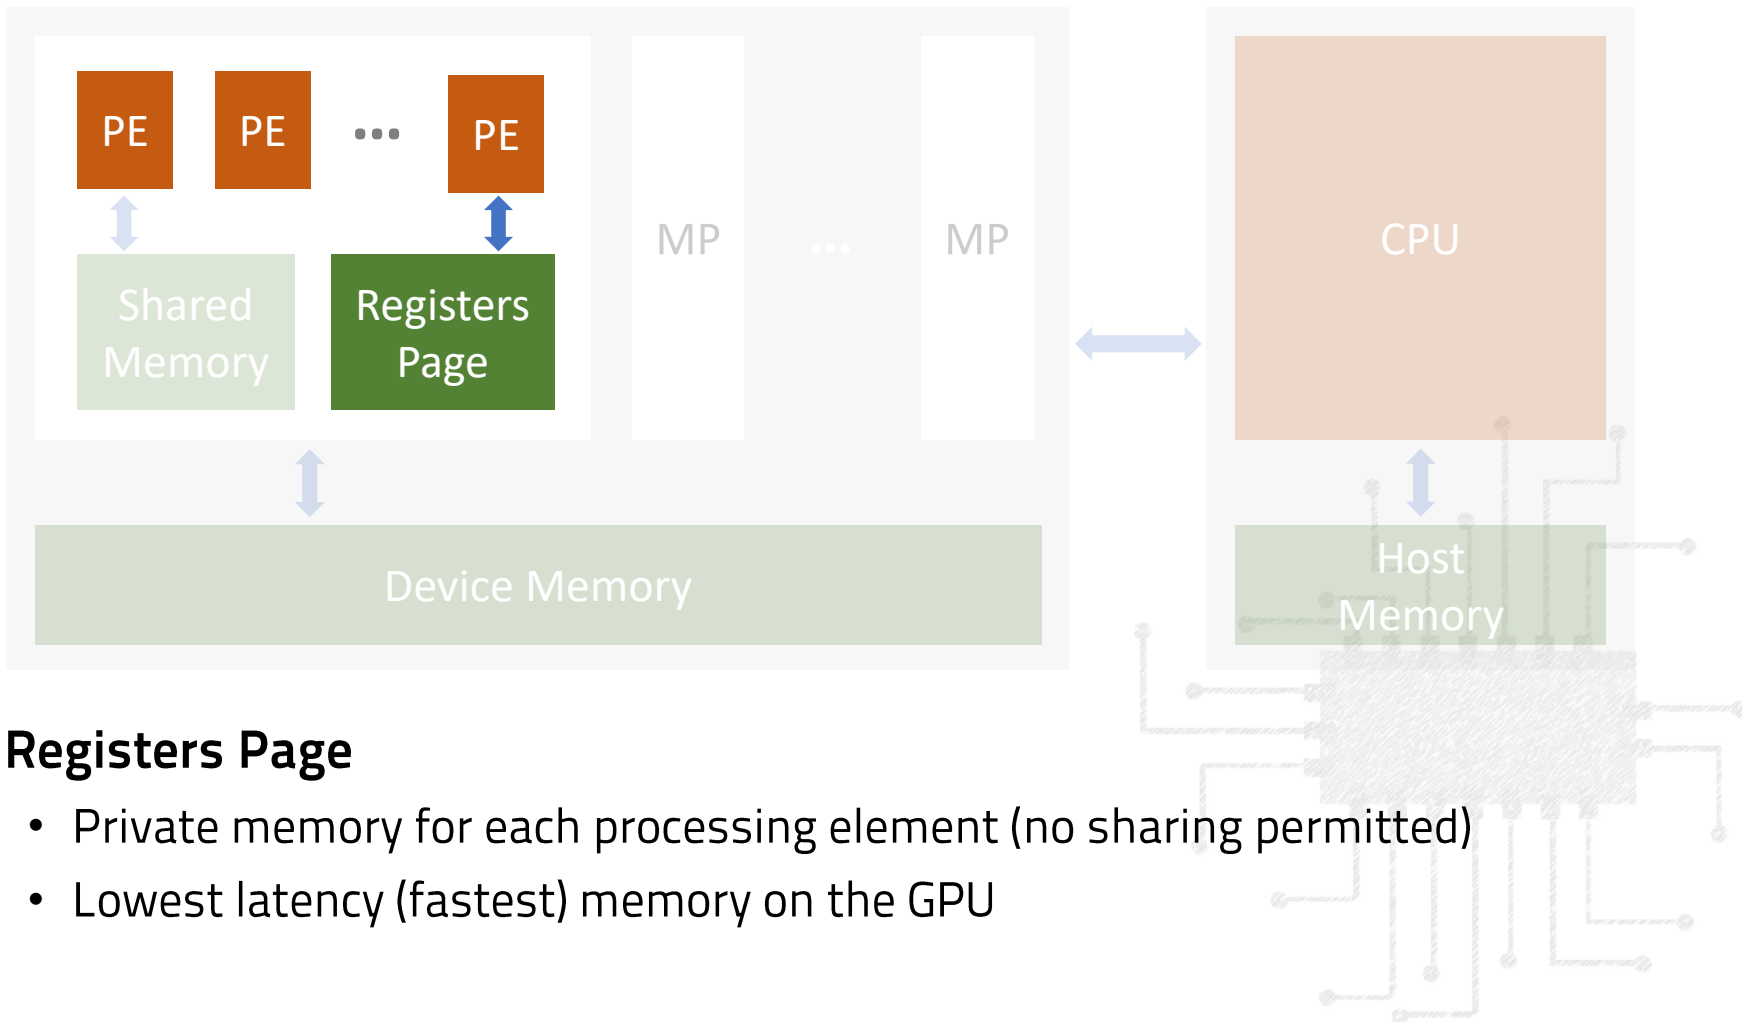 PE
PE
...
PE
Shared
Memory
Registers
Page
MP
...
MP
CPU
Device Memory
Host
Memory
Registers Page
• Private memory for each processing element (no sharing permitted)
• Lowest latency (fastest) memory on the GPU